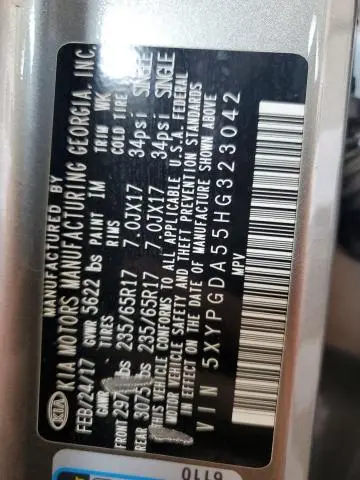 MANUFACTURED BY
KIA KIA MOTORS MANUFACTURING GEORGIA, INC.
FEB/24/17 GVWR 5622 lbs PAINT 1M TRIM WK
TIRES RIMS COLD TIRE SINGLE
FRONT 297 lbs 235/65R17 7.0JX17 34psi SINGLE
REAR 3075 lbs 235/65R17 7.0JX17 34psi SINGLE
THIS VEHICLE CONFORMS TO ALL APPLICABLE U.S.A. FEDERAL
MOTOR VEHICLE SAFETY AND THEFT PREVENTION STANDARDS
IN EFFECT ON THE DATE OF MANUFACTURE SHOWN ABOVE
VIN 5XYPGDA55HG323042
MPV
6110